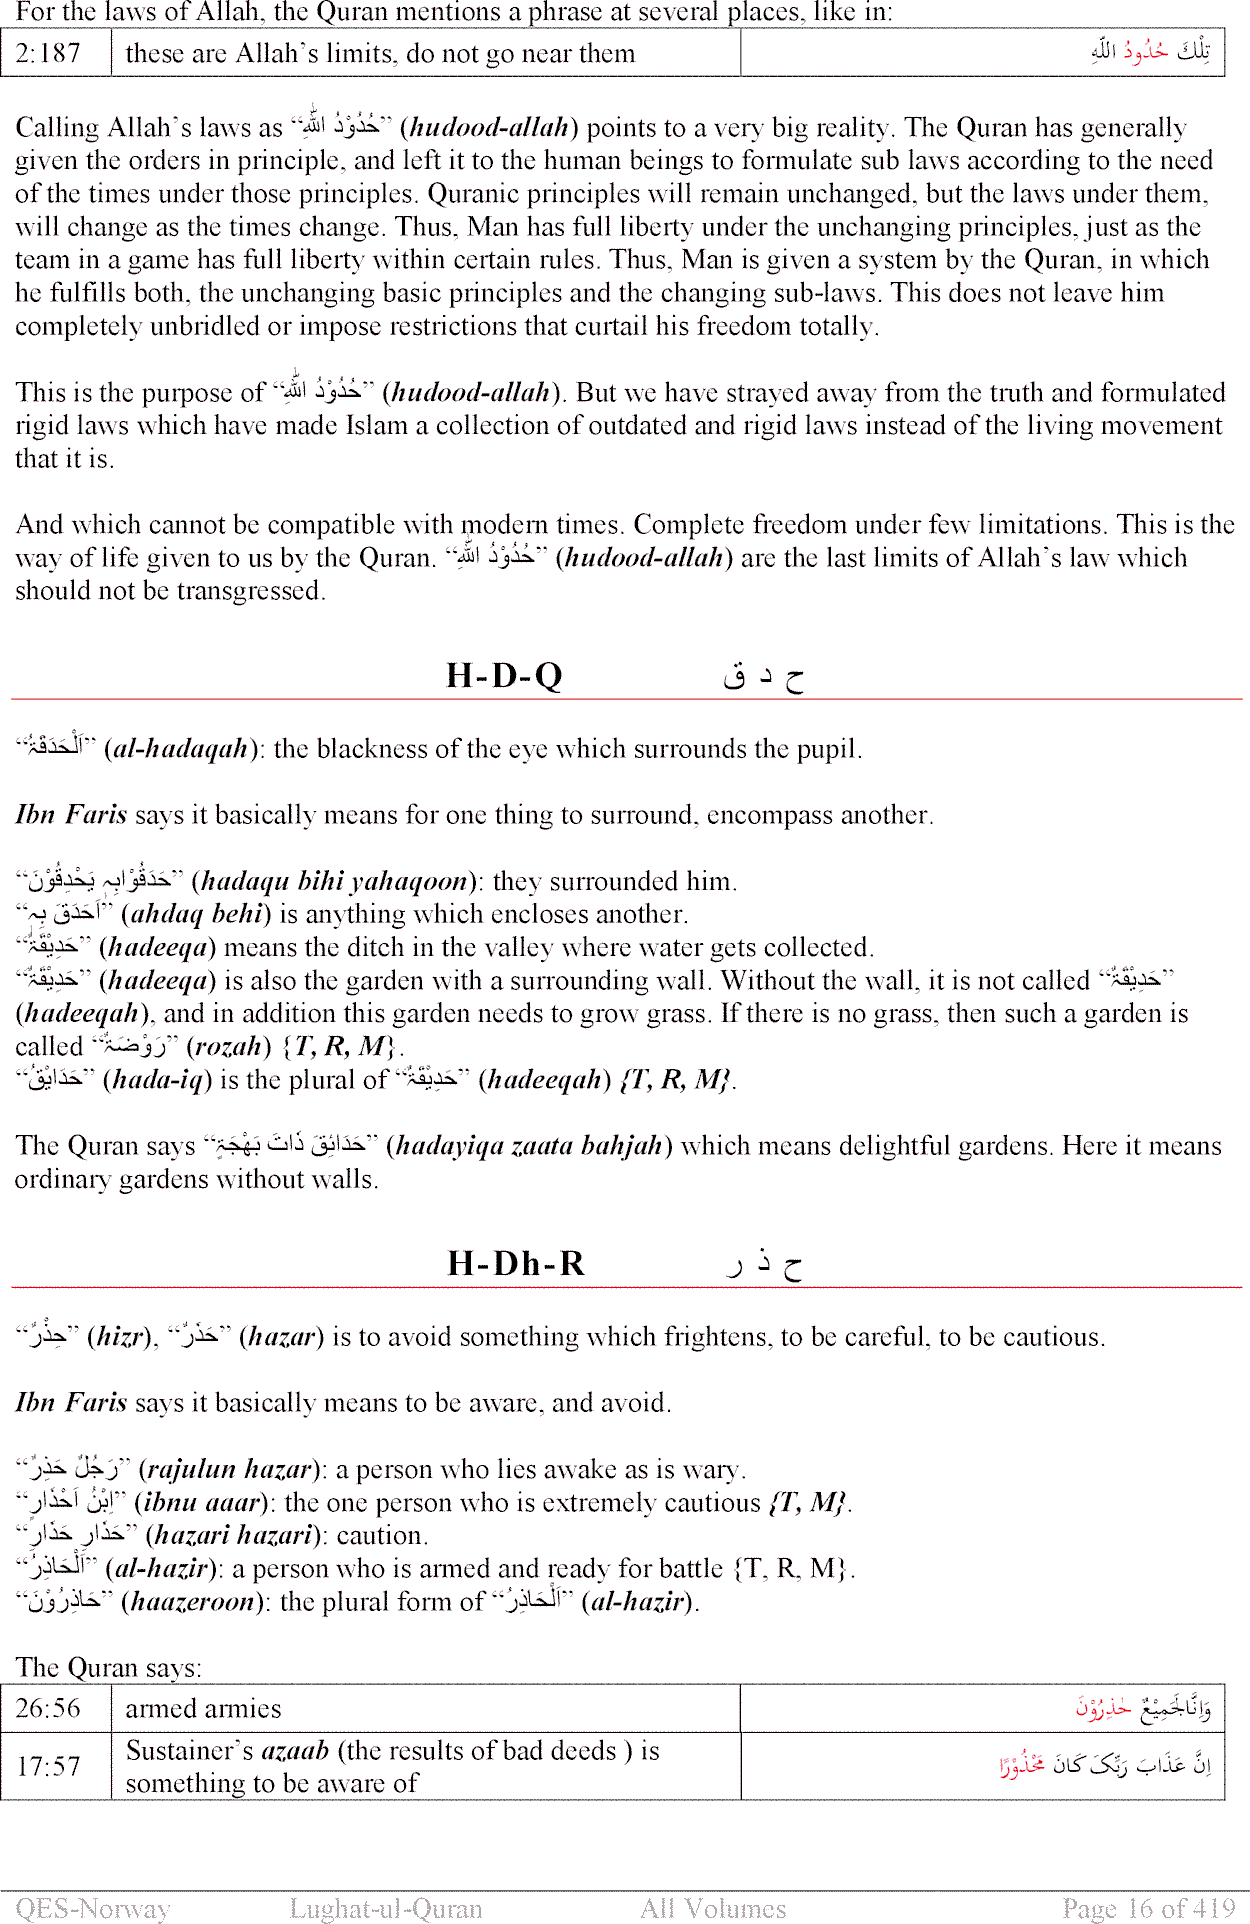 For the laws of Allah, the Quran mentions a phrase at several places, like in:
2:187 these are Allah’s limits, do not go near them تِلْكَ حُدُودُ اللَّهِ
Calling Allah’s laws as “حُدُوْدُ اللّٰہِ” (hudood-allah) points to a very big reality. The Quran has generally
given the orders in principle, and left it to the human beings to formulate sub laws according to the need
of the times under those principles. Quranic principles will remain unchanged, but the laws under them,
will change as the times change. Thus, Man has full liberty under the unchanging principles, just as the
team in a game has full liberty within certain rules. Thus, Man is given a system by the Quran, in which
he fulfills both, the unchanging basic principles and the changing sub-laws. This does not leave him
completely unbridled or impose restrictions that curtail his freedom totally.
This is the purpose of “حُدُوْدُ اللّٰہِ” (hudood-allah). But we have strayed away from the truth and formulated
rigid laws which have made Islam a collection of outdated and rigid laws instead of the living movement
that it is.
And which cannot be compatible with modern times. Complete freedom under few limitations. This is the
way of life given to us by the Quran. “حُدُوْدُ اللّٰہِ” (hudood-allah) are the last limits of Allah’s law which
should not be transgressed.
H-D-Q ح د ق
“اَلْحَدَقَۃُ” (al-hadaqah): the blackness of the eye which surrounds the pupil.
Ibn Faris says it basically means for one thing to surround, encompass another.
“حَدَقُوْابِہٖ یَحْدِقُوْنَ” (hadaqu bihi yahaqoon): they surrounded him.
“اَحَدَقَ بِہٖ” (ahdaq behi) is anything which encloses another.
“حَدِیْقَۃٌ” (hadeeqa) means the ditch in the valley where water gets collected.
“حَدِیْقَۃٌ” (hadeeqa) is also the garden with a surrounding wall. Without the wall, it is not called “حَدِیْقَۃٌ”
(hadeeqah), and in addition this garden needs to grow grass. If there is no grass, then such a garden is
called “رَوْضَۃٌ” (rozah) {T, R, M}.
“حَدَایِٔقُ” (hada-iq) is the plural of “حَدِیْقَۃٌ” (hadeeqah) {T, R, M}.
The Quran says “حَدَائِقَ ذَاتَ بَھْجَۃٍ” (hadayiqa zaata bahjah) which means delightful gardens. Here it means
ordinary gardens without walls.
H-Dh-R ح ذ ر
“حِذْرٌ” (hizr), “حَذَرٌ” (hazar) is to avoid something which frightens, to be careful, to be cautious.
Ibn Faris says it basically means to be aware, and avoid.
“رَجُلٌ حَذِرٌ” (rajulun hazar): a person who lies awake as is wary.
“اِبْنُ اَحْذَارٍ” (ibnu aaar): the one person who is extremely cautious {T, M}.
“حَذَارِ حَذَارِ” (hazari hazari): caution.
“اَلْحَاذِرُ” (al-hazir): a person who is armed and ready for battle {T, R, M}.
“حَاذِرُوْنَ” (haazeroon): the plural form of “اَلْحَاذِرُ” (al-hazir).
The Quran says:
26:56 armed armies وَاِنَّالَجَمِیْعٌ حٰذِرُوْنَ
17:57 Sustainer’s azaab (the results of bad deeds ) is
something to be aware of اِنَّ عَذَابَ رَبِّکَ کَانَ مَحْذُوْرًا
QES-Norway Lughat-ul-Quran All Volumes Page 16 of 419